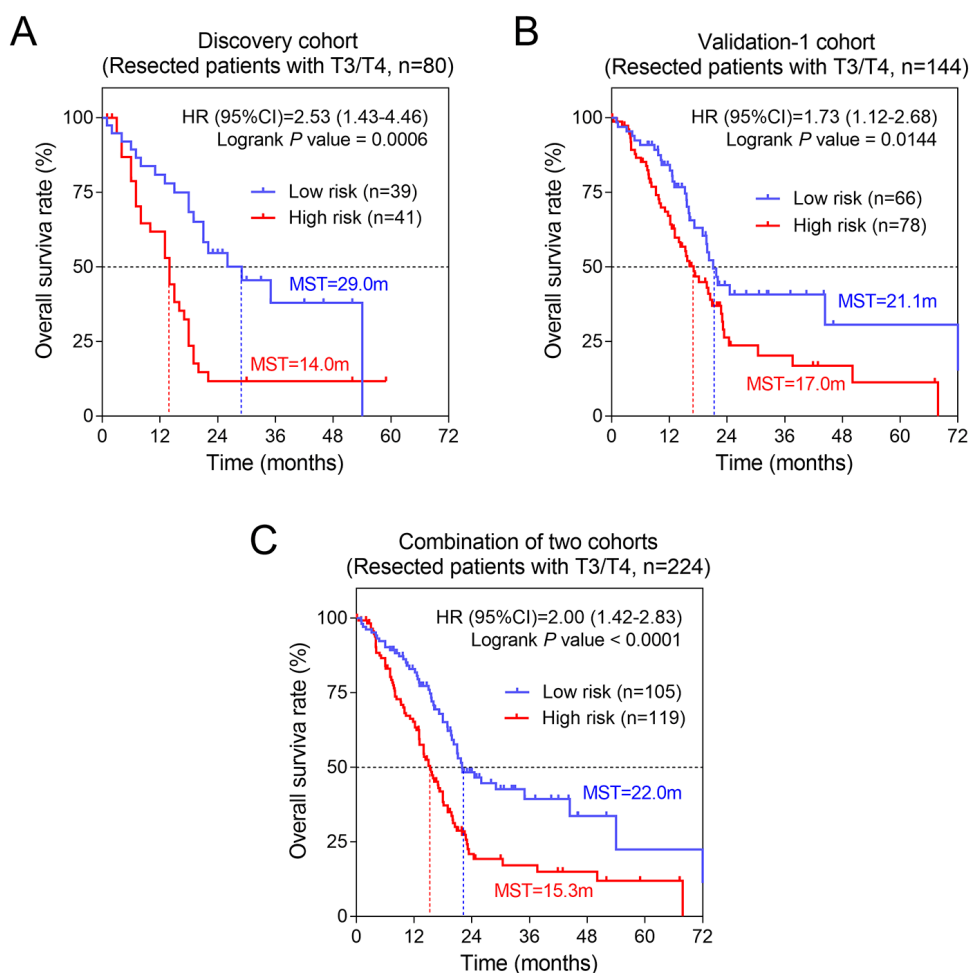 A
Discovery cohort
(Resected patients with T3/T4, n=80)
HR (95%CI)=2.53 (1.43-4.46)
Logrank P value = 0.0006
Low risk (n=39)
High risk (n=41)
MST=29.0m
MST=14.0m
Overall surviva rate (%)
100
75
50
25
0
0 12 24 36 48 60 72
Time (months)
B
Validation-1 cohort
(Resected patients with T3/T4, n=144)
HR (95%CI)=1.73 (1.12-2.68)
Logrank P value = 0.0144
Low risk (n=66)
High risk (n=78)
MST=21.1m
MST=17.0m
Overall surviva rate (%)
100
75
50
25
0
0 12 24 36 48 60 72
Time (months)
C
Combination of two cohorts
(Resected patients with T3/T4, n=224)
HR (95%CI)=2.00 (1.42-2.83)
Logrank P value < 0.0001
Low risk (n=105)
High risk (n=119)
MST=22.0m
MST=15.3m
Overall surviva rate (%)
100
75
50
25
0
0 12 24 36 48 60 72
Time (months)